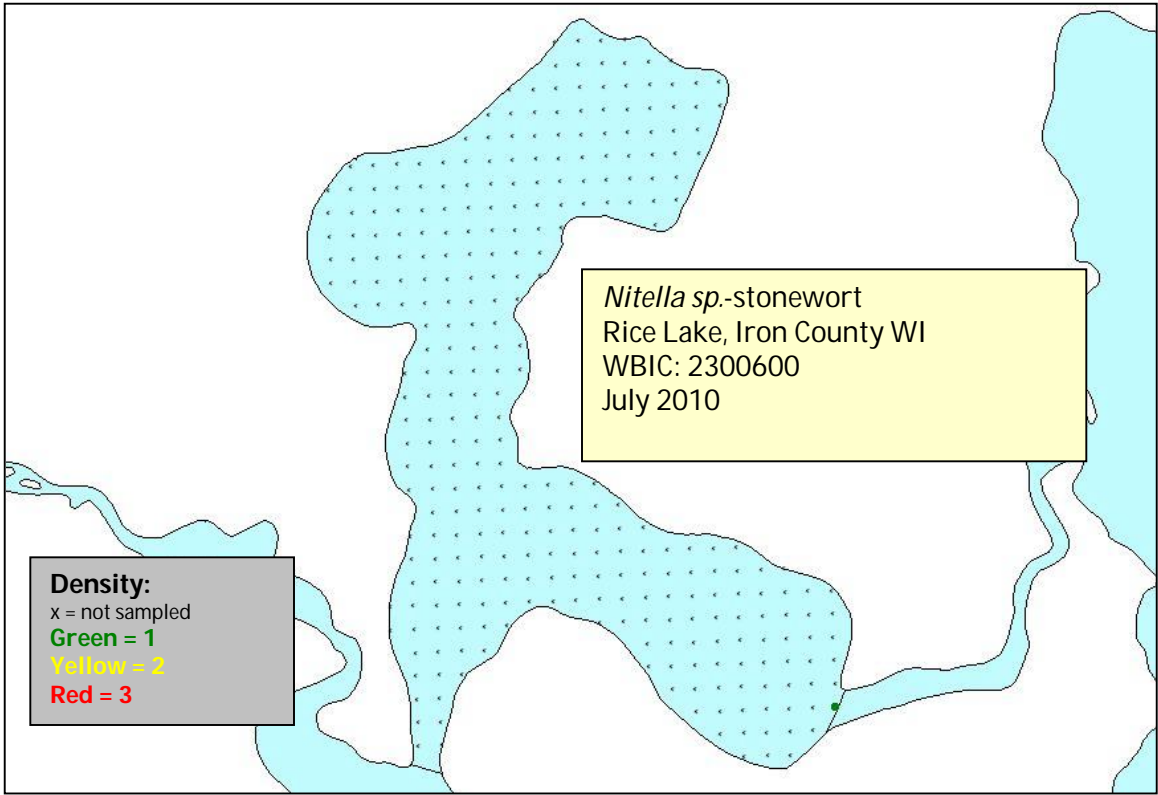 Nitella sp.-stonewort
Rice Lake, Iron County WI
WBIC: 2300600
July 2010
Density:
x = not sampled
Green = 1
Yellow = 2
Red = 3